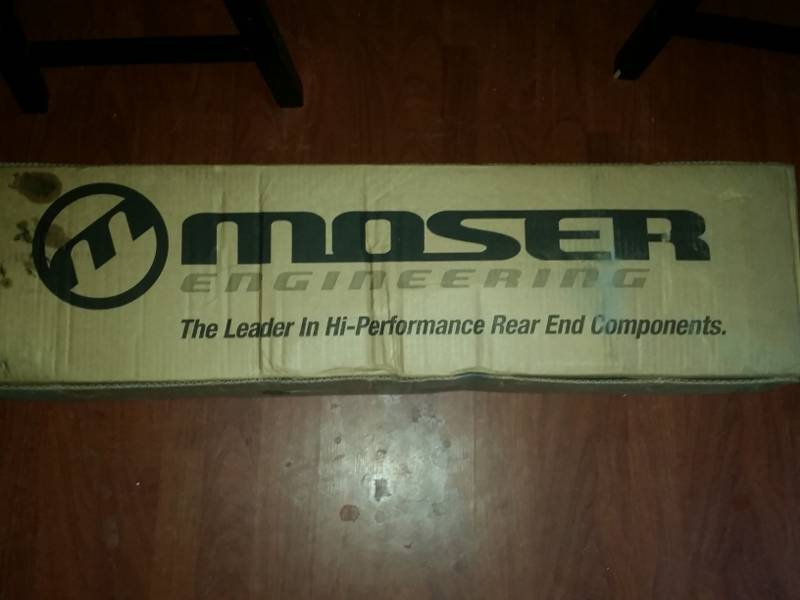 M
MOSER
ENGINEERING
The Leader In Hi-Performance Rear End Components.